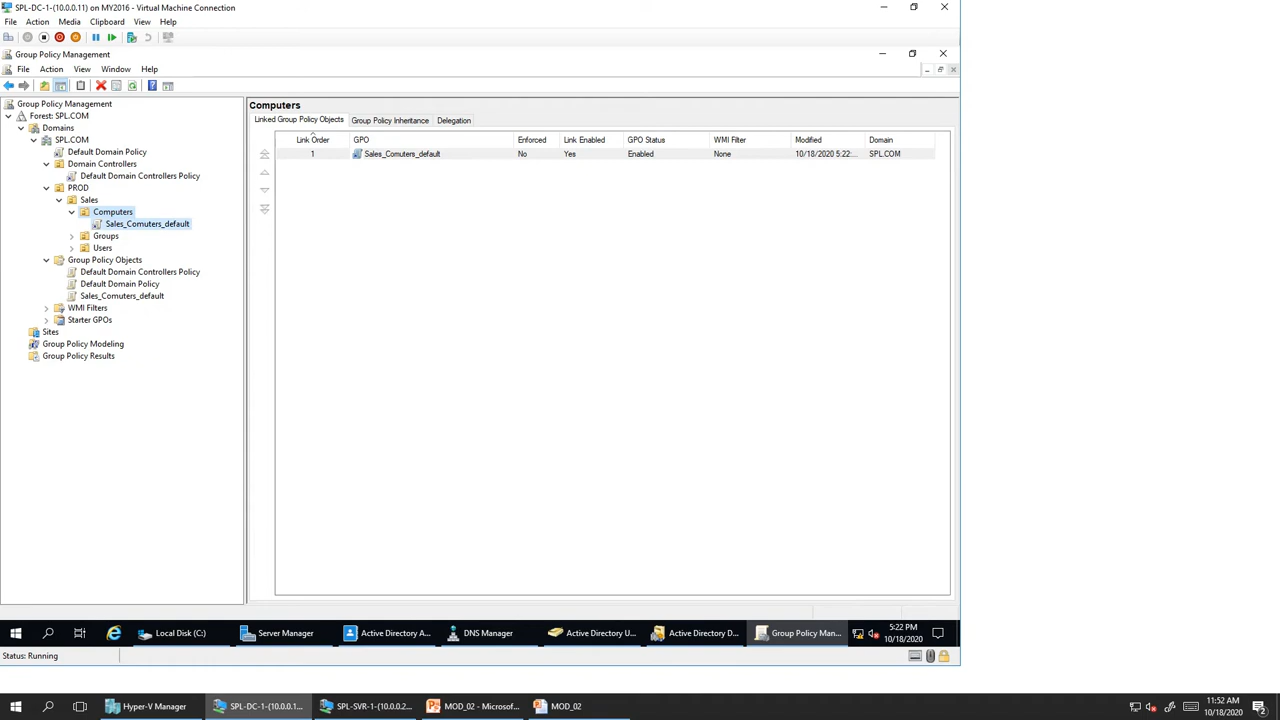 SPL-DC-1-(10.0.0.11) on MY2016 - Virtual Machine Connection
File Action Media Clipboard View Help
Group Policy Management
File Action View Window Help
Group Policy Management
Forest: SPL.COM
Domains
SPL.COM
Default Domain Policy
Domain Controllers
Default Domain Controllers Policy
PROD
Sales
Computers
Sales_Comuters_default
Groups
Users
Group Policy Objects
Default Domain Controllers Policy
Default Domain Policy
Sales_Comuters_default
WMI Filters
Starter GPOs
Sites
Group Policy Modeling
Group Policy Results
Computers
Linked Group Policy Objects Group Policy Inheritance Delegation
Link Order GPO Enforced Link Enabled GPO Status WMI Filter Modified Domain
1 Sales_Comuters_default No Yes Enabled None 10/18/2020 5:22:... SPL.COM
Local Disk (C:) Server Manager Active Directory A... DNS Manager Active Directory U... Active Directory D... Group Policy Man... 5:22 PM
10/18/2020
Status: Running
Hyper-V Manager SPL-DC-1-(10.0.0.1... SPL-SVR-1-(10.0.0.2... MOD_02 - Microsof... MOD_02 11:52 AM
10/18/2020 2